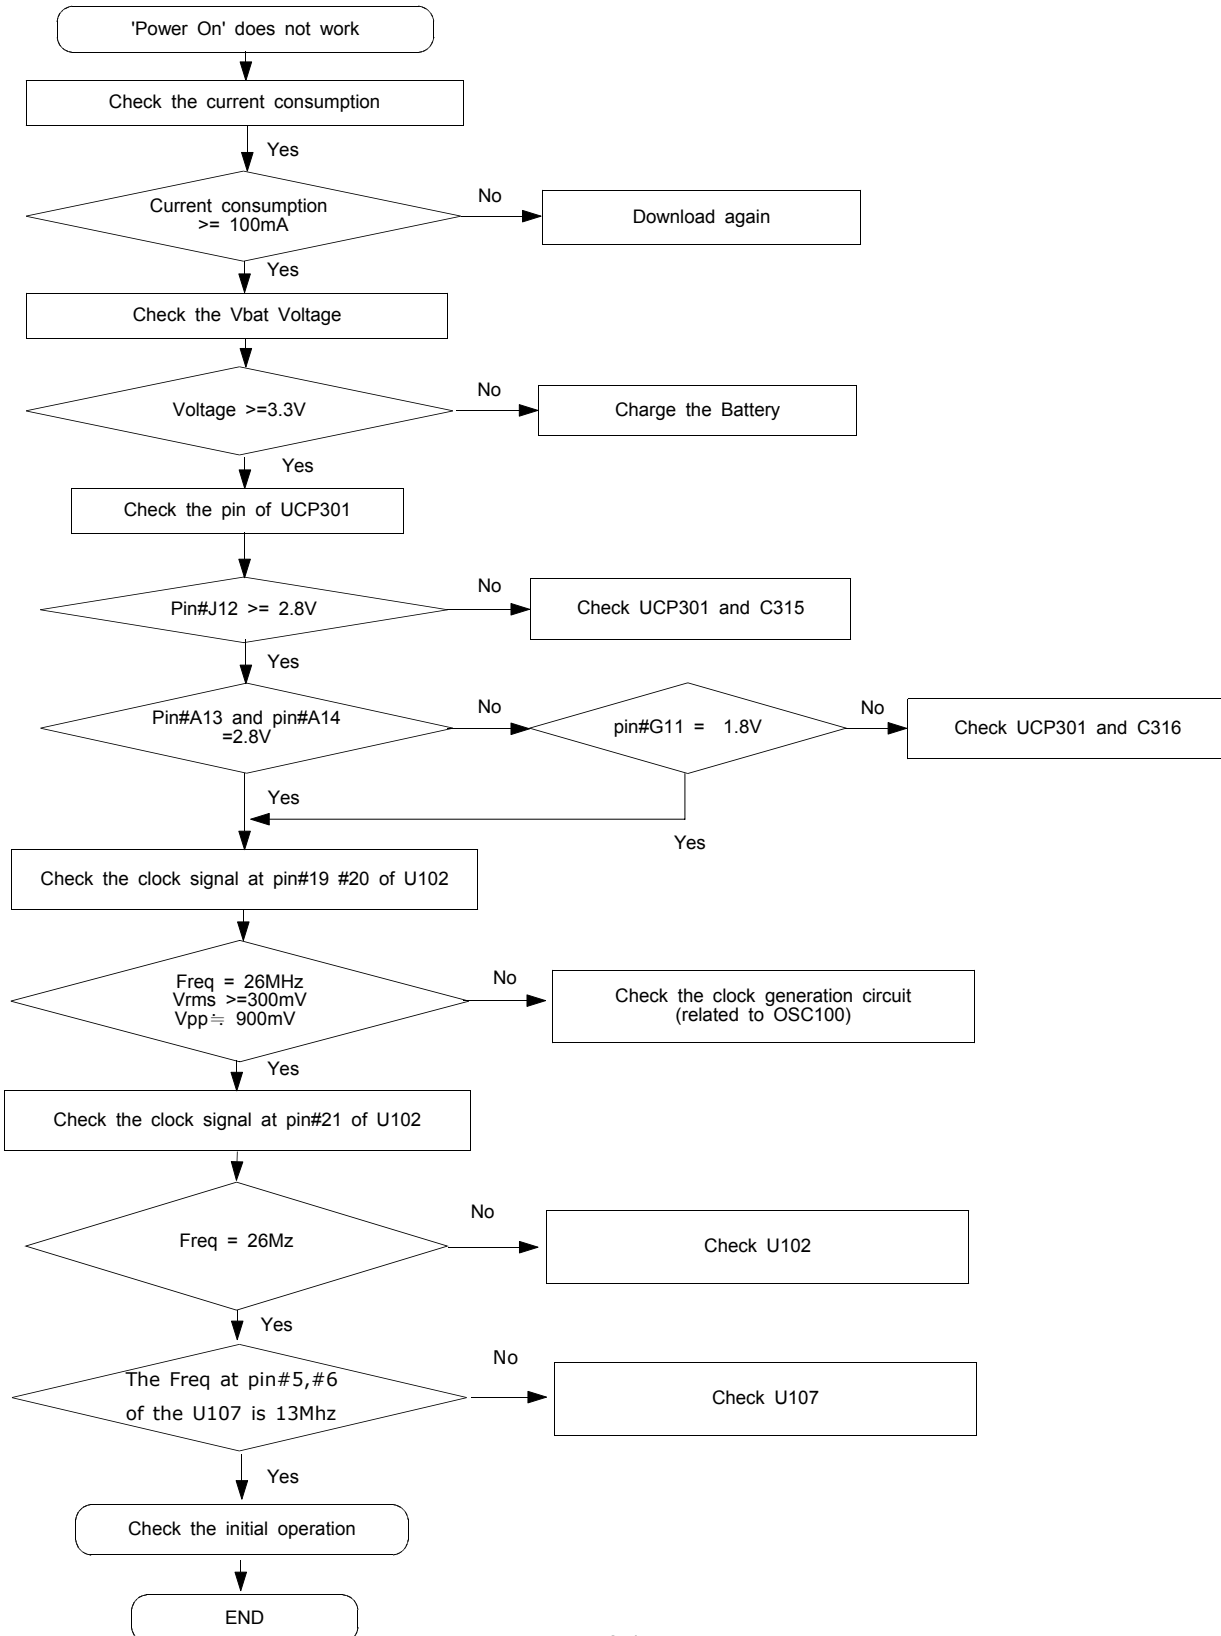 'Power On' does not work
Check the current consumption
Yes
Current consumption
>= 100mA
No
Download again
Yes
Check the Vbat Voltage
Voltage >=3.3V
No
Charge the Battery
Yes
Check the pin of UCP301
Pin#J12 >= 2.8V
No
Check UCP301 and C315
Yes
Pin#A13 and pin#A14
=2.8V
No
pin#G11 = 1.8V
No
Check UCP301 and C316
Yes
Yes
Check the clock signal at pin#19 #20 of U102
Freq = 26MHz
Vrms >=300mV
Vpp≒ 900mV
No
Check the clock generation circuit
(related to OSC100)
Yes
Check the clock signal at pin#21 of U102
Freq = 26Mz
No
Check U102
Yes
The Freq at pin#5,#6
of the U107 is 13Mhz
No
Check U107
Yes
Check the initial operation
END